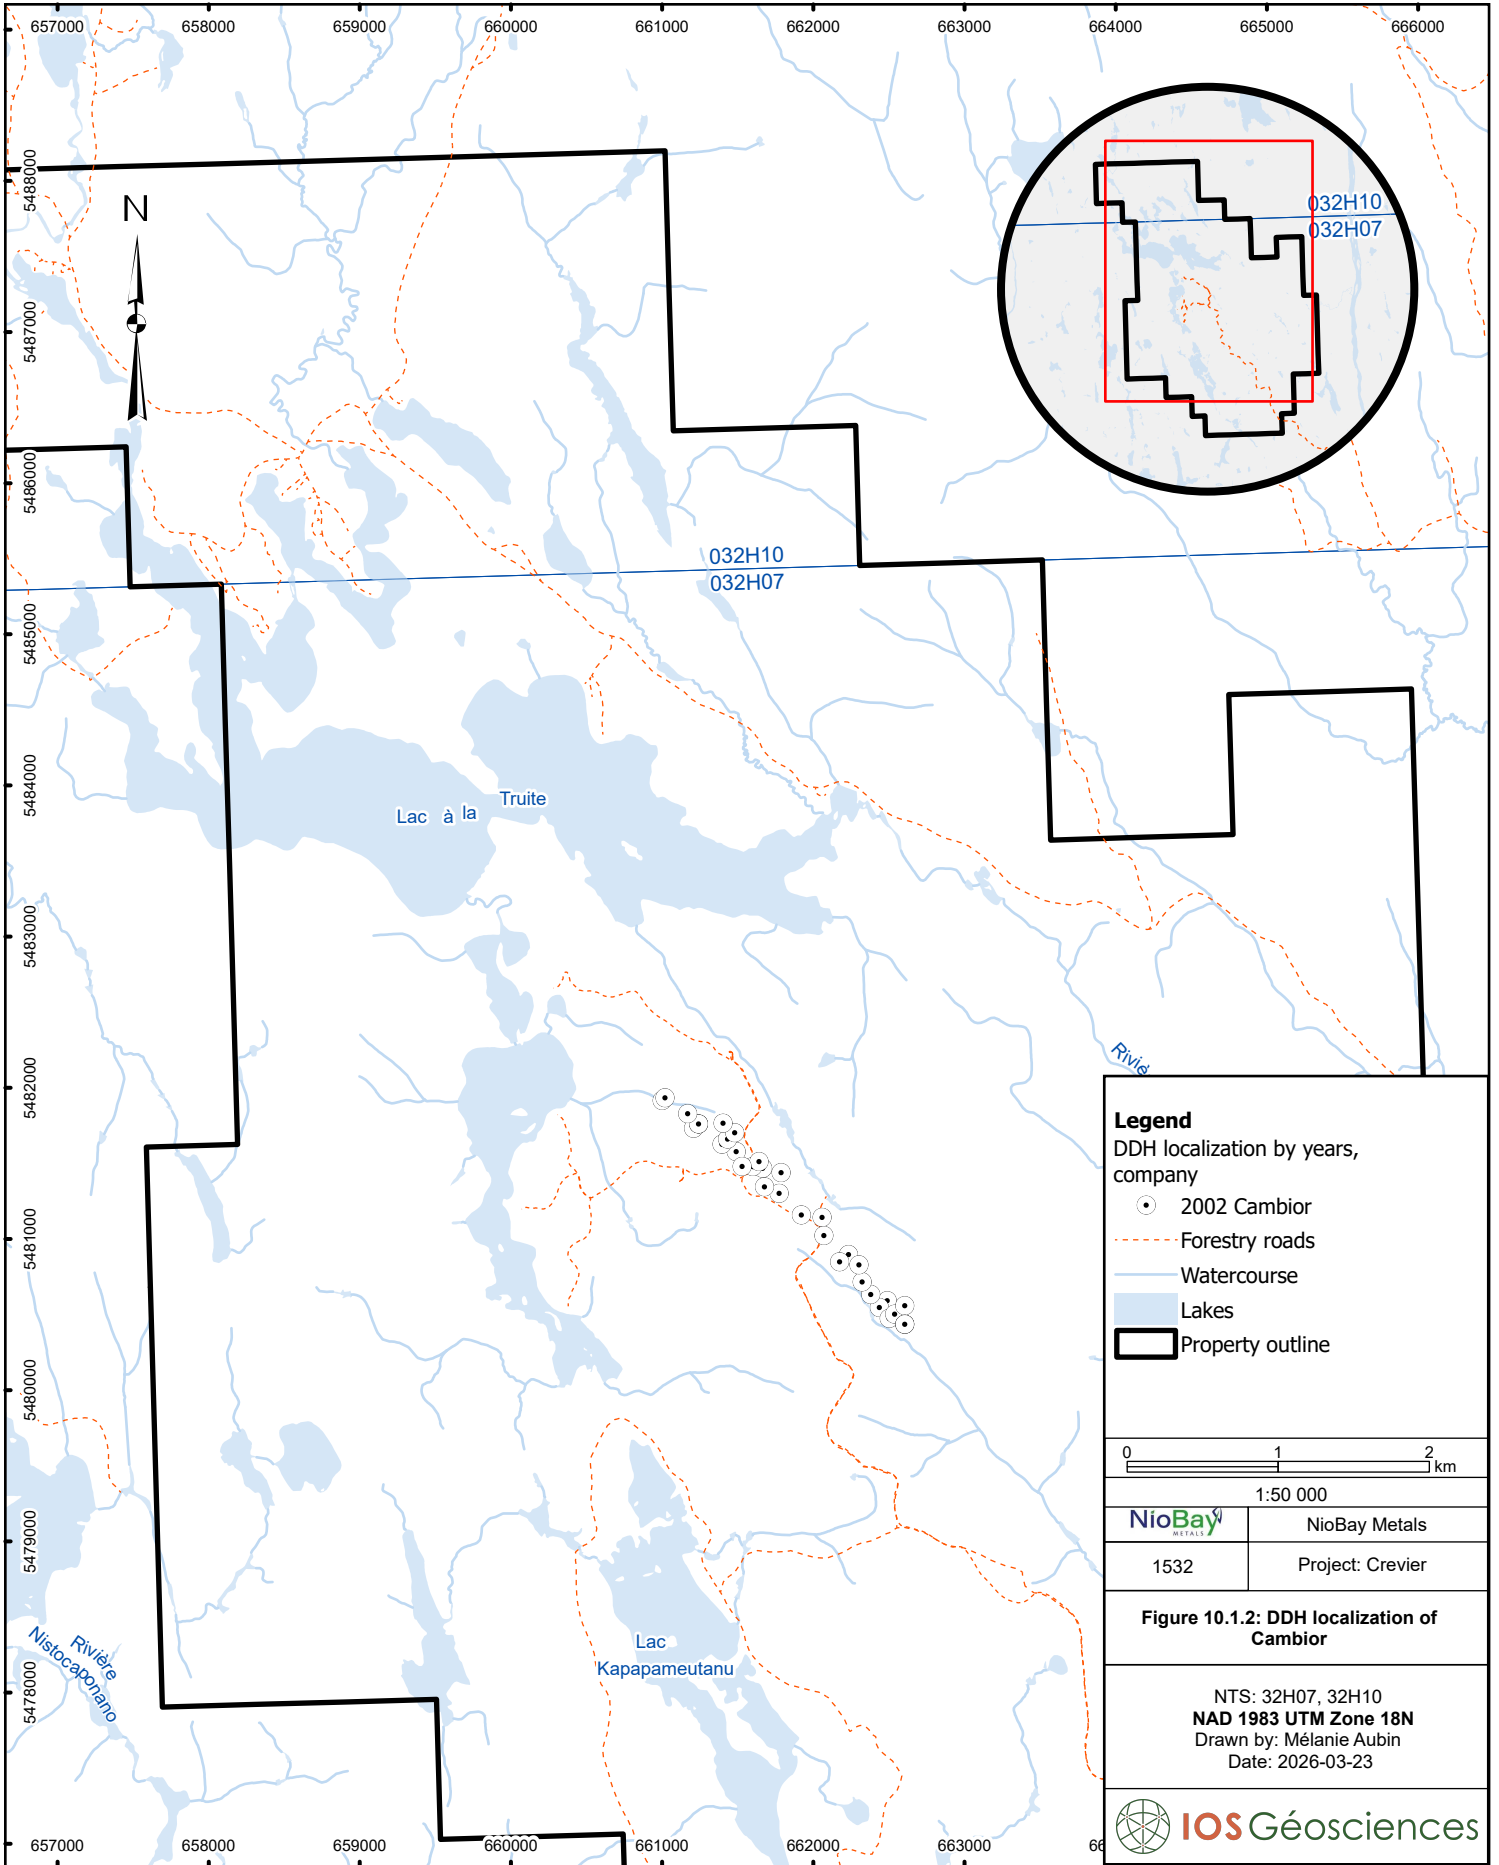 657000 658000 659000 660000 661000 662000 663000 664000 665000 666000
5488000
N
032H10
032H07
5487000
5486000
032H10
032H07
5485000
5484000
Lac à la Truite
5483000
5482000
Riviè
Legend
DDH localization by years,
company
2002 Cambior
Forestry roads
Watercourse
Lakes
Property outline
5481000
5480000
0 1 2
km
1:50 000
NioBay
METALS
NioBay Metals
1532
Project: Crevier
5479000
Figure 10.1.2: DDH localization of
Cambior
Rivière
Nistocaponano
Lac
Kapapameutanu
5478000
NTS: 32H07, 32H10
NAD 1983 UTM Zone 18N
Drawn by: Mélanie Aubin
Date: 2026-03-23
IOS Géosciences
657000 658000 659000 660000 661000 662000 663000 66